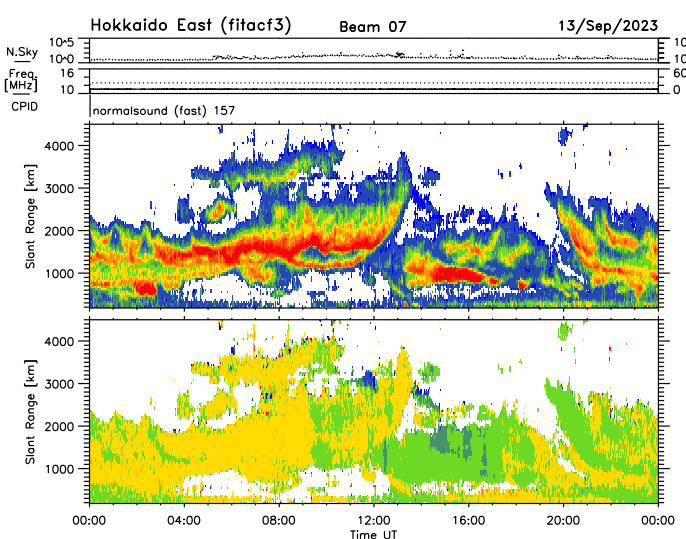 Hokkaido East (fitacf3) Beam 07 13/Sep/2023
N.Sky 10^5 10^0 10 10
Freq. [MHz] 16 10 60 0
CPID normalsound (fast) 157
Slant Range [km] 4000 3000 2000 1000
Slant Range [km] 4000 3000 2000 1000
00:00 04:00 08:00 12:00 16:00 20:00 00:00
Time UT